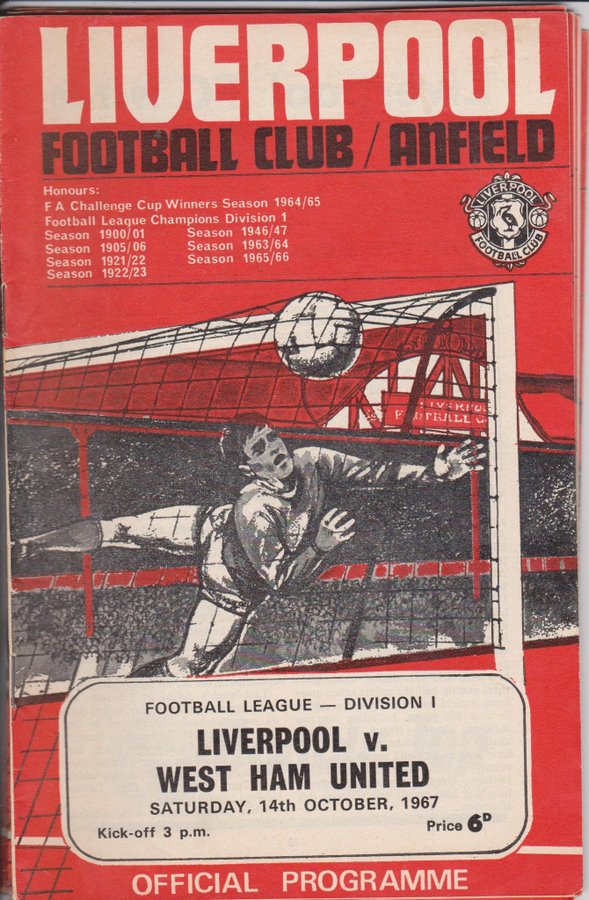 LIVERPOOL
FOOTBALL CLUB / ANFIELD
Honours:
F A Challenge Cup Winners Season 1964/65
Football League Champions Division 1
Season 1900/01 Season 1946/47
Season 1905/06 Season 1963/64
Season 1921/22 Season 1965/66
Season 1922/23
LIVERPOOL
FOOTBALL CLUB
LIVERPOOL
FOOTBALL C
FOOTBALL LEAGUE — DIVISION I
LIVERPOOL v.
WEST HAM UNITED
SATURDAY, 14th OCTOBER, 1967
Kick-off 3 p.m. Price 6D
OFFICIAL PROGRAMME